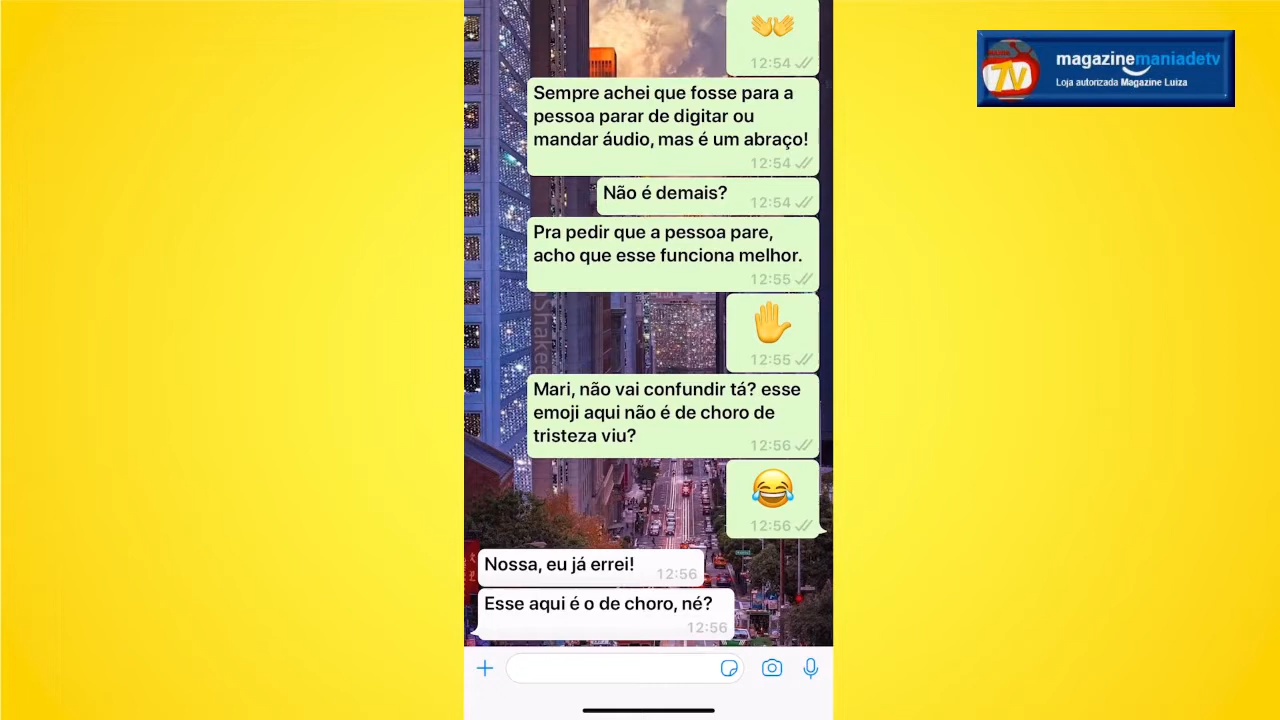 👐
12:54
Sempre achei que fosse para a
pessoa parar de digitar ou
mandar áudio, mas é um abraço!
12:54
Não é demais?
12:54
Pra pedir que a pessoa pare,
acho que esse funciona melhor.
12:55
✋
12:55
Mari, não vai confundir tá? esse
emoji aqui não é de choro de
tristeza viu?
12:56
😂
12:56
Nossa, eu já errei!
12:56
Esse aqui é o de choro, né?
12:56
magazinemaniadetv
Loja autorizada Magazine Luiza
TV